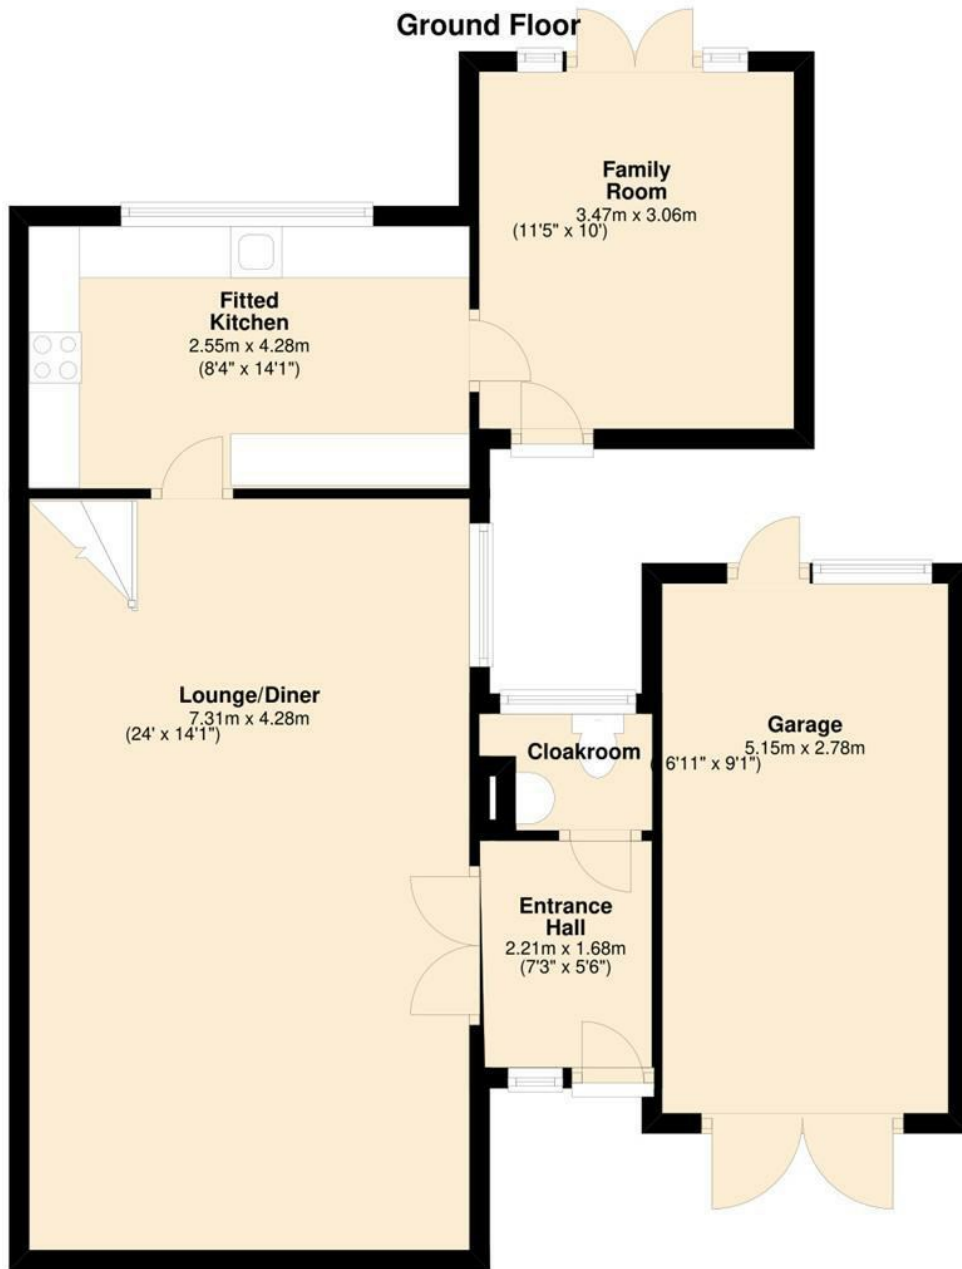 Ground Floor
Family
Room
3.47m x 3.06m
(11'5" x 10')
Fitted
Kitchen
2.55m x 4.28m
(8'4" x 14'1")
Lounge/Diner
7.31m x 4.28m
(24' x 14'1")
Cloakroom
Garage
5.15m x 2.78m
6'11" x 9'1")
Entrance
Hall
2.21m x 1.68m
(7'3" x 5'6")